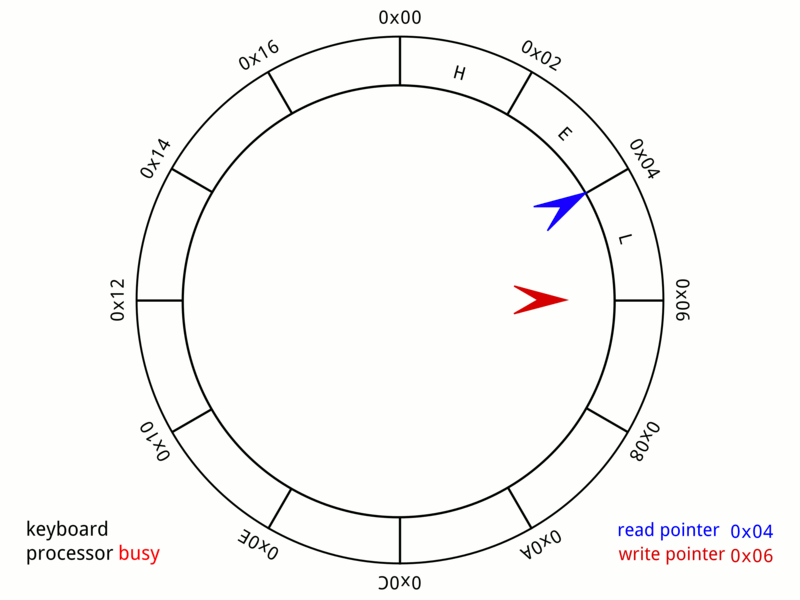 0x00
0x02
0x04
0x06
0x08
0x0A
0x0C
0x0E
0x10
0x12
0x14
0x16
H
E
L
keyboard
processor busy
read pointer 0x04
write pointer 0x06